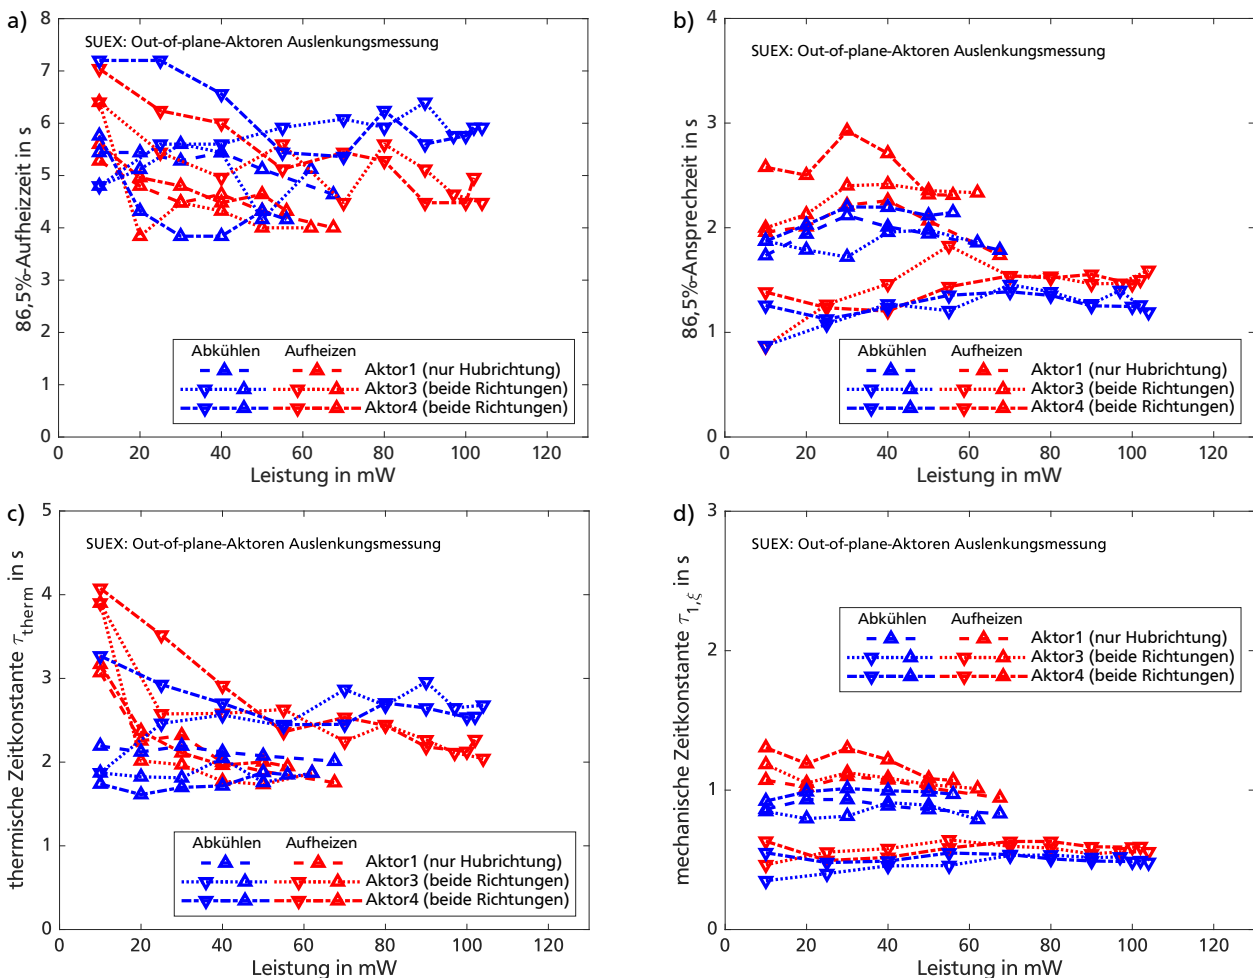 a)
SUEX: Out-of-plane-Aktoren Auslenkungsmessung
86,5%-Aufheizzeit in s
8
7
6
5
4
3
2
1
0
Abkühlen Aufheizen
Aktor1 (nur Hubrichtung)
Aktor3 (beide Richtungen)
Aktor4 (beide Richtungen)
0 20 40 60 80 100 120
Leistung in mW
b)
SUEX: Out-of-plane-Aktoren Auslenkungsmessung
86,5%-Ansprechzeit in s
4
3
2
1
0
Abkühlen Aufheizen
Aktor1 (nur Hubrichtung)
Aktor3 (beide Richtungen)
Aktor4 (beide Richtungen)
0 20 40 60 80 100 120
Leistung in mW
c)
SUEX: Out-of-plane-Aktoren Auslenkungsmessung
thermische Zeitkonstante τtherm in s
5
4
3
2
1
0
Abkühlen Aufheizen
Aktor1 (nur Hubrichtung)
Aktor3 (beide Richtungen)
Aktor4 (beide Richtungen)
0 20 40 60 80 100 120
Leistung in mW
d)
SUEX: Out-of-plane-Aktoren Auslenkungsmessung
mechanische Zeitkonstante τ1,ξ in s
3
2
1
0
Abkühlen Aufheizen
Aktor1 (nur Hubrichtung)
Aktor3 (beide Richtungen)
Aktor4 (beide Richtungen)
0 20 40 60 80 100 120
Leistung in mW